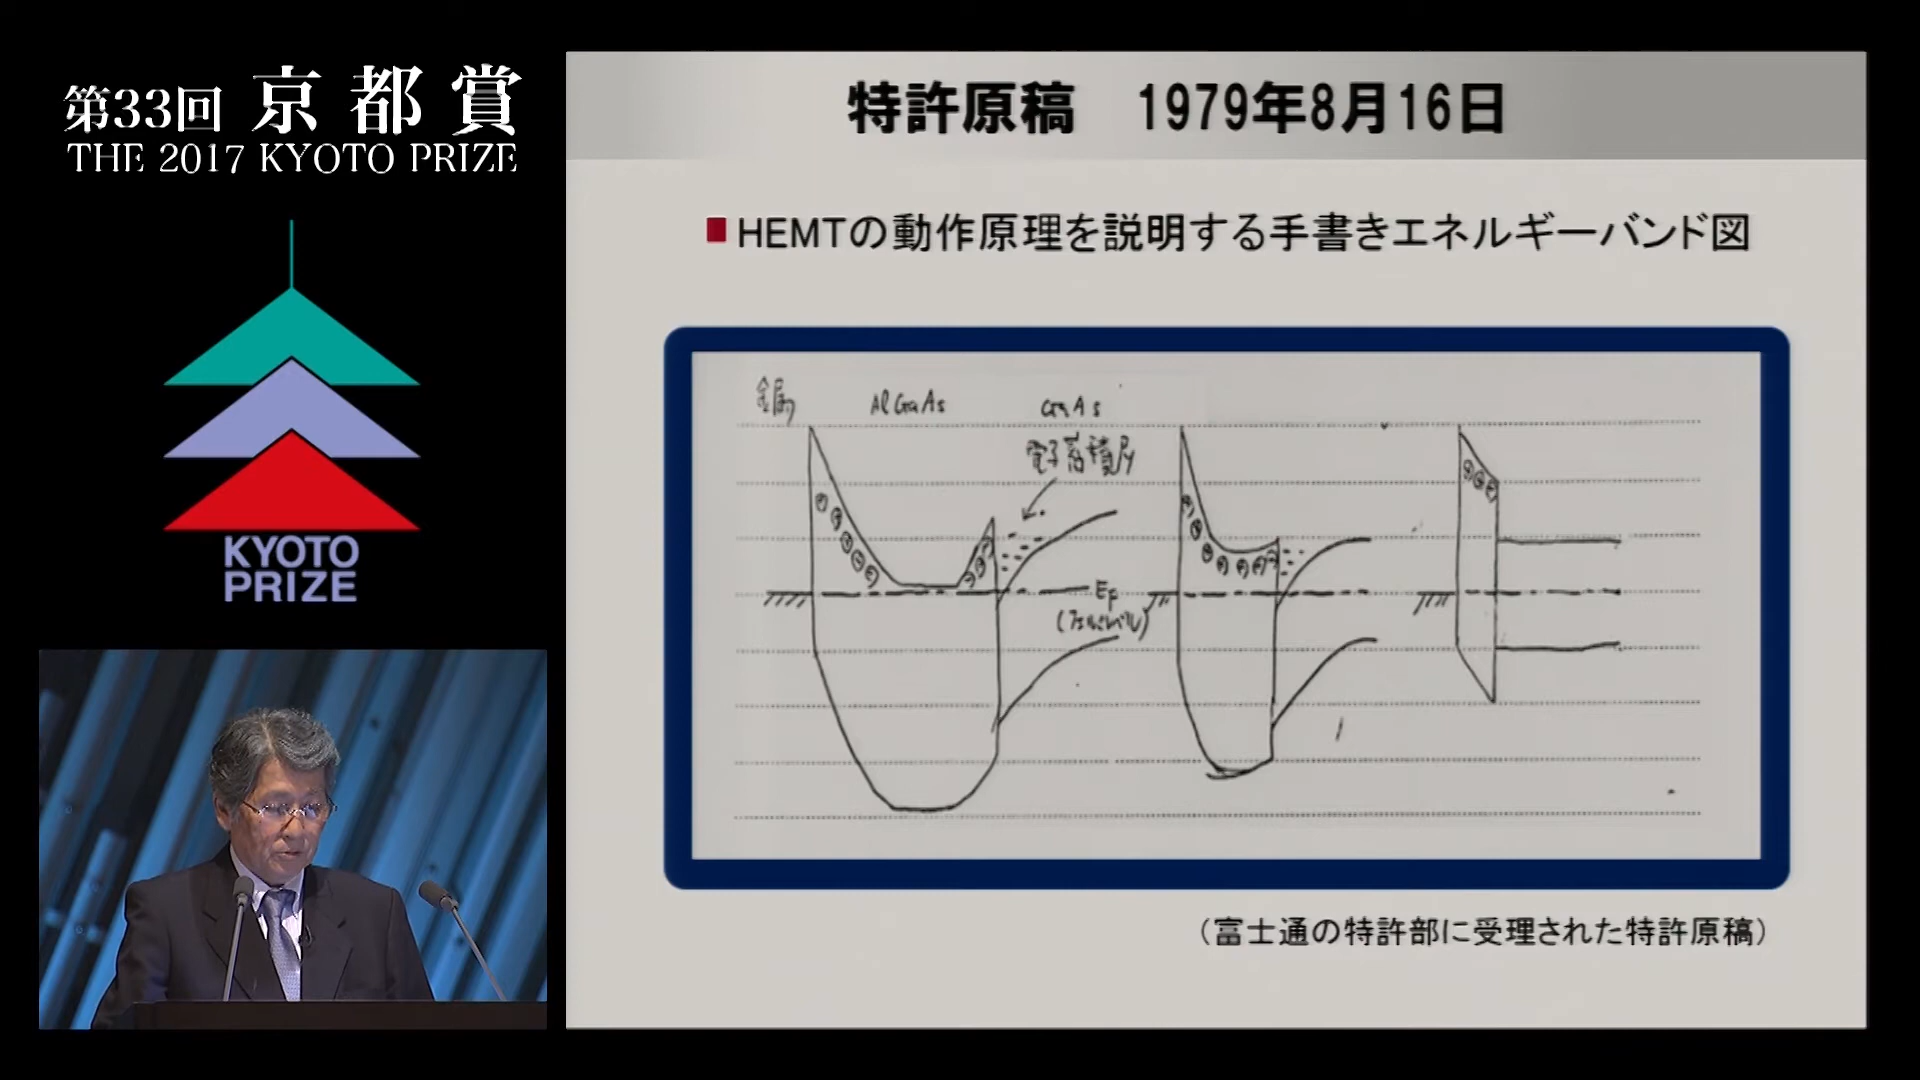 第33回 京都賞
THE 2017 KYOTO PRIZE
KYOTO
PRIZE
特許原稿 1979年8月16日
HEMTの動作原理を説明する手書きエネルギーバンド図
金属 AlGaAs GaAs
電子蓄積層
EF
(フェルミレベル)
(富士通の特許部に受理された特許原稿)